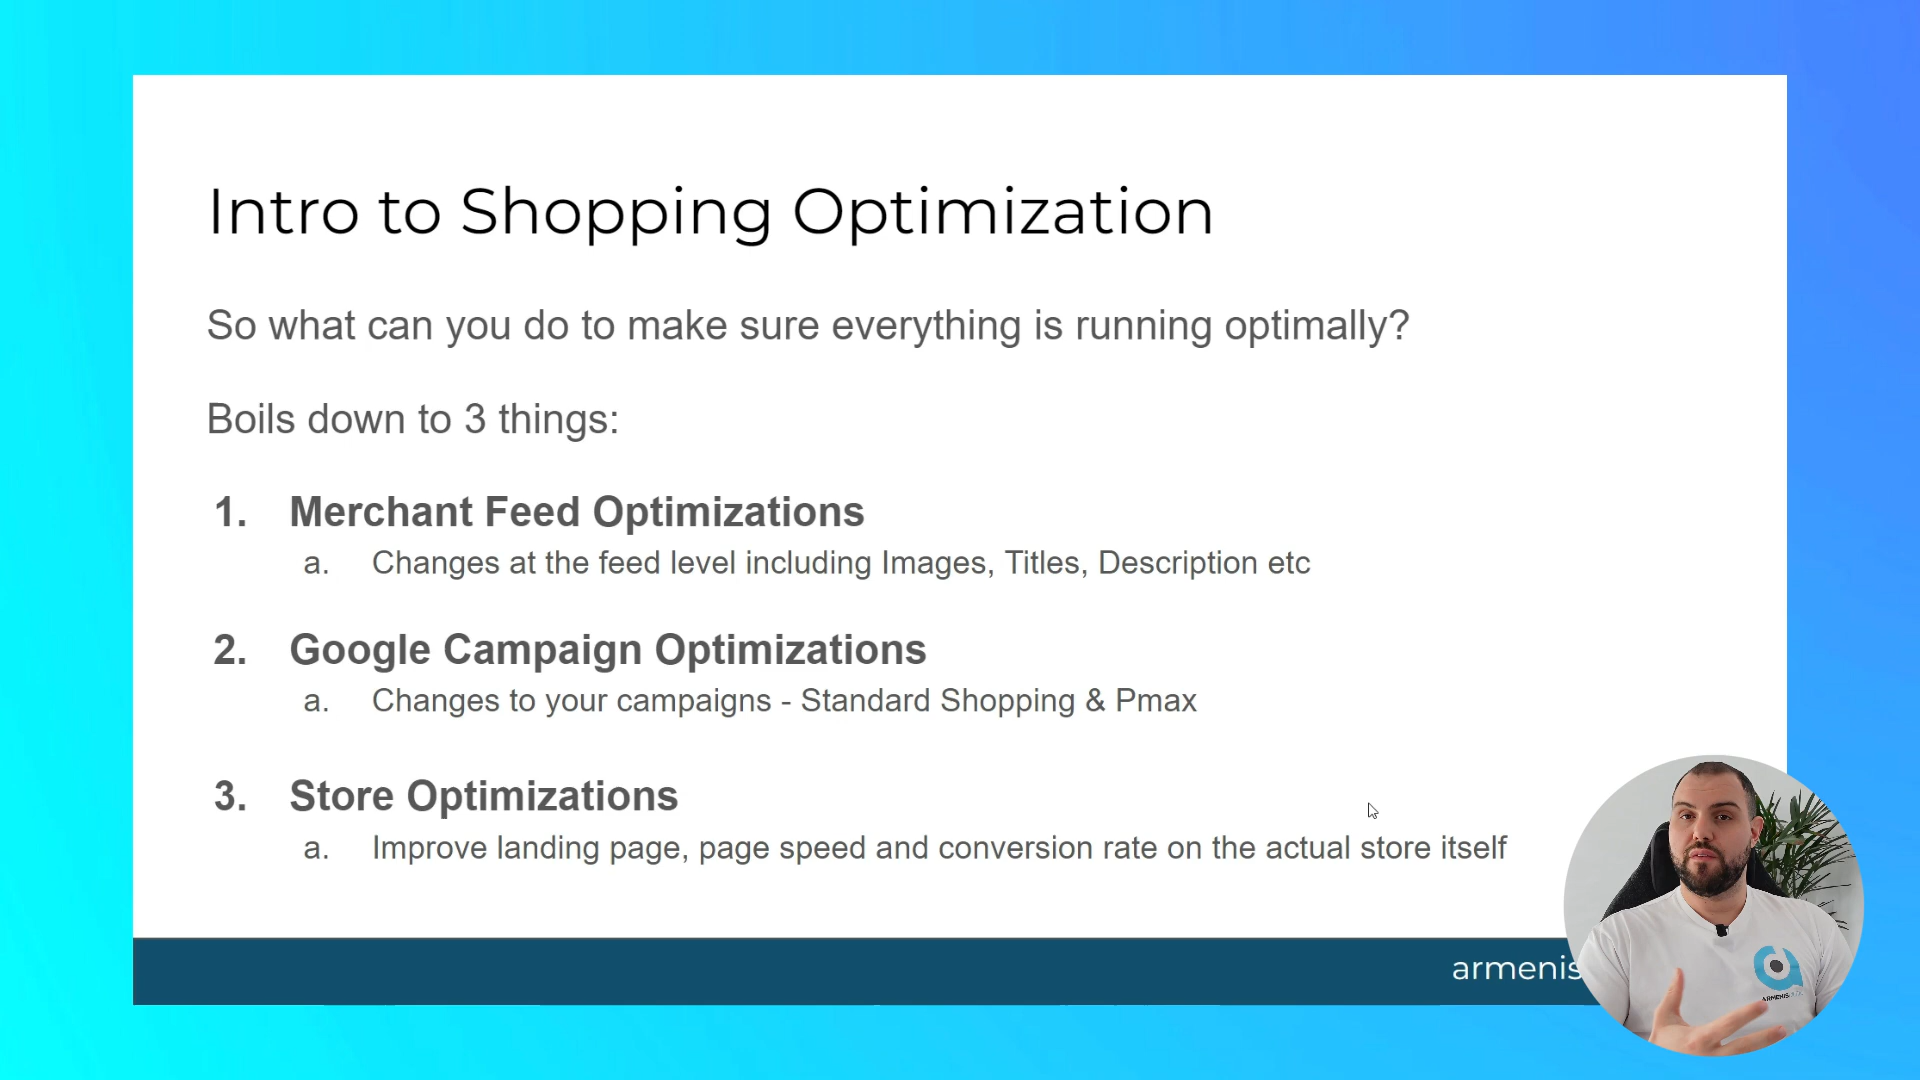 Intro to Shopping Optimization
So what can you do to make sure everything is running optimally?
Boils down to 3 things:
1. Merchant Feed Optimizations
a. Changes at the feed level including Images, Titles, Description etc
2. Google Campaign Optimizations
a. Changes to your campaigns - Standard Shopping & Pmax
3. Store Optimizations
a. Improve landing page, page speed and conversion rate on the actual store itself
armenis